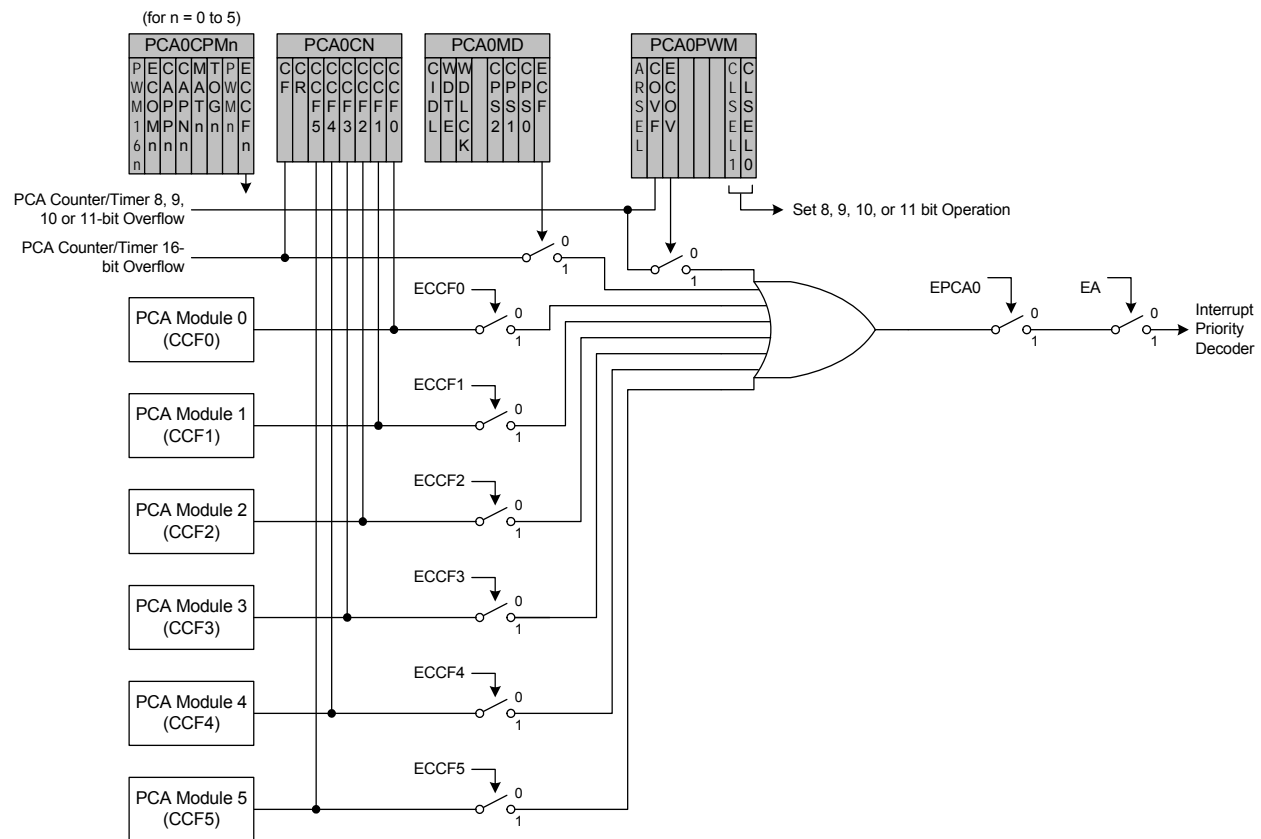 (for n = 0 to 5)
PCA0CPMn
PWM16n
ECOMn
CAPPn
CAPNn
MATn
TOGn
PWMn
ECCFn
PCA0CN
CF
CR
CCF5
CCF4
CCF3
CCF2
CCF1
CCF0
PCA0MD
CIDL
WDTE
WDLCK
CPS2
CPS1
CPS0
ECF
PCA0PWM
ARSEL
COVF
ECOV
CLSEL1
CLSEL0
PCA Counter/Timer 8, 9,
10 or 11-bit Overflow
Set 8, 9, 10, or 11 bit Operation
PCA Counter/Timer 16-
bit Overflow
0
1
0
1
PCA Module 0
(CCF0)
ECCF0
0
1
EPCA0
0
1
EA
0
1
Interrupt
Priority
Decoder
PCA Module 1
(CCF1)
ECCF1
0
1
PCA Module 2
(CCF2)
ECCF2
0
1
PCA Module 3
(CCF3)
ECCF3
0
1
PCA Module 4
(CCF4)
ECCF4
0
1
PCA Module 5
(CCF5)
ECCF5
0
1